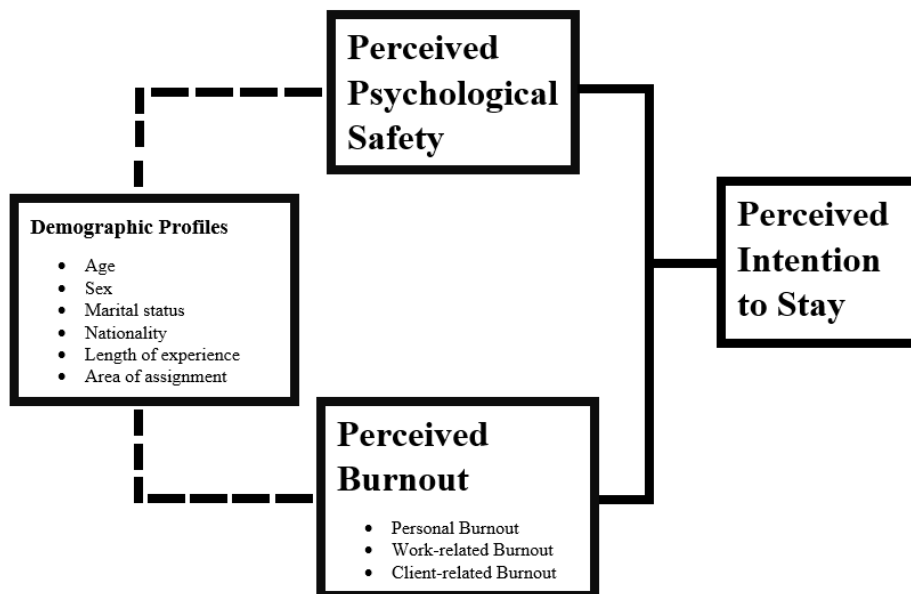 Perceived
Psychological
Safety
Demographic Profiles
• Age
• Sex
• Marital status
• Nationality
• Length of experience
• Area of assignment
Perceived
Intention
to Stay
Perceived
Burnout
• Personal Burnout
• Work-related Burnout
• Client-related Burnout